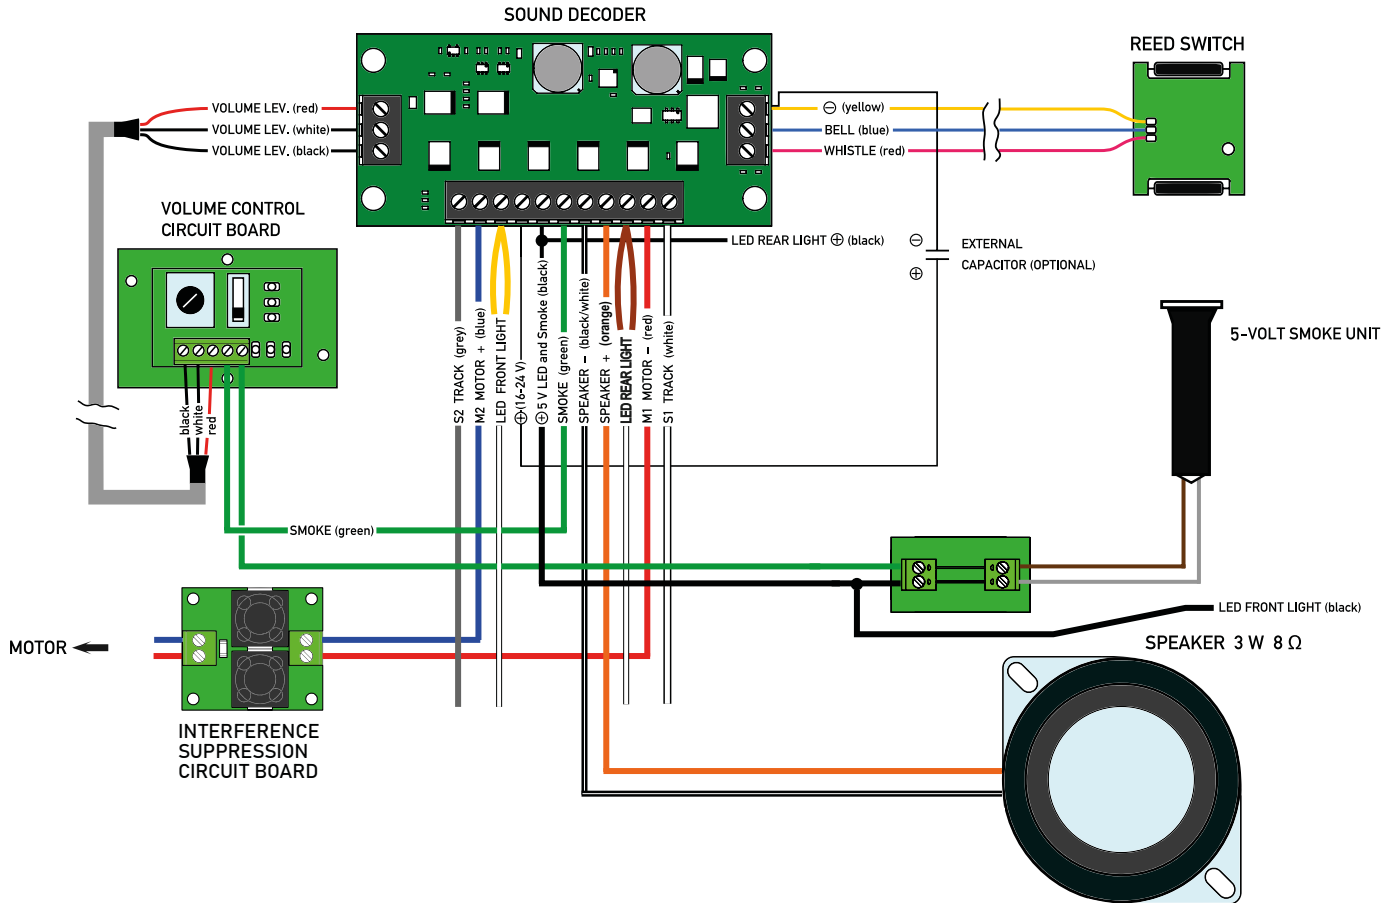 SOUND DECODER
REED SWITCH
VOLUME LEV. (red)
VOLUME LEV. (white)
VOLUME LEV. (black)
⊖ (yellow)
BELL (blue)
WHISTLE (red)
VOLUME CONTROL
CIRCUIT BOARD
LED REAR LIGHT ⊕ (black)
⊖
⊕
EXTERNAL
CAPACITOR (OPTIONAL)
S2 TRACK (grey)
M2 MOTOR + (blue)
LED FRONT LIGHT
⊕ (16-24 V)
⊕ 5 V LED and Smoke (black)
SMOKE (green)
SPEAKER – (black/white)
SPEAKER + (orange)
LED REAR LIGHT
M1 MOTOR – (red)
S1 TRACK (white)
5-VOLT SMOKE UNIT
black
white
red
SMOKE (green)
LED FRONT LIGHT (black)
MOTOR
SPEAKER 3 W 8 Ω
INTERFERENCE
SUPPRESSION
CIRCUIT BOARD